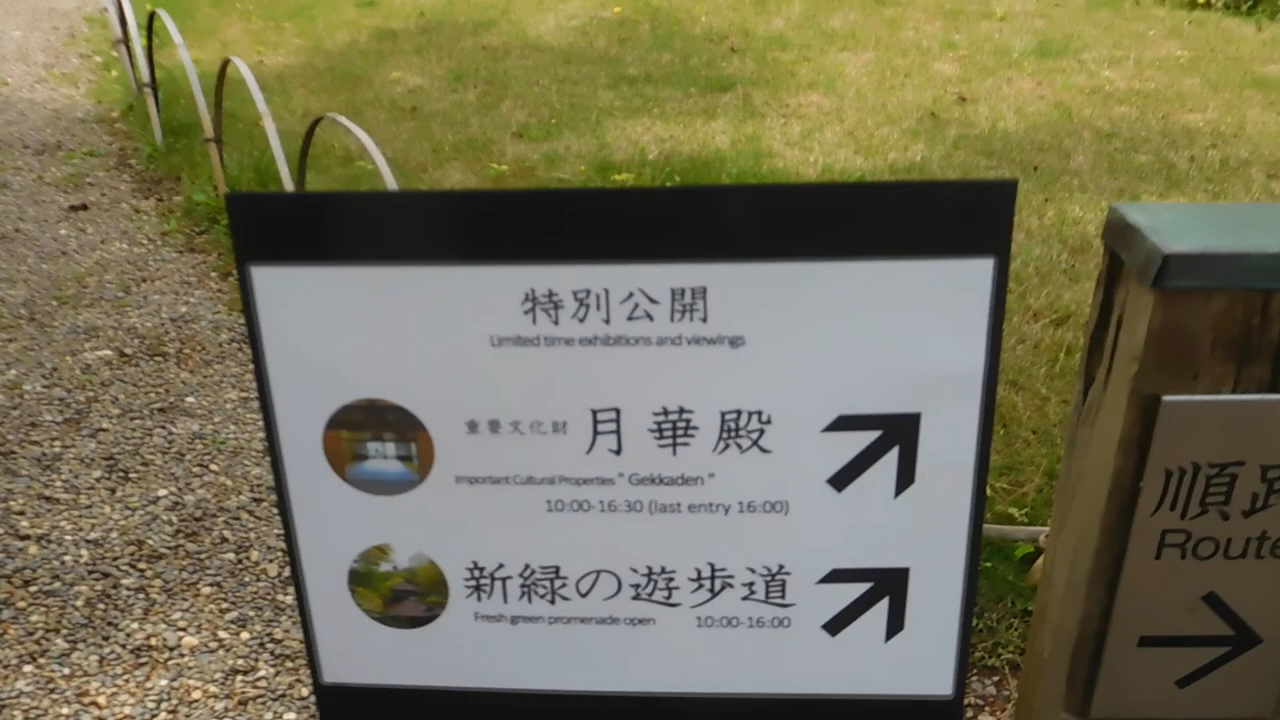 特別公開
Limited time exhibitions and viewings
重要文化財 月華殿
Important Cultural Properties " Gekkaden "
10:00-16:30 (last entry 16:00)
新緑の遊歩道
Fresh green promenade open 10:00-16:00
順路
Route